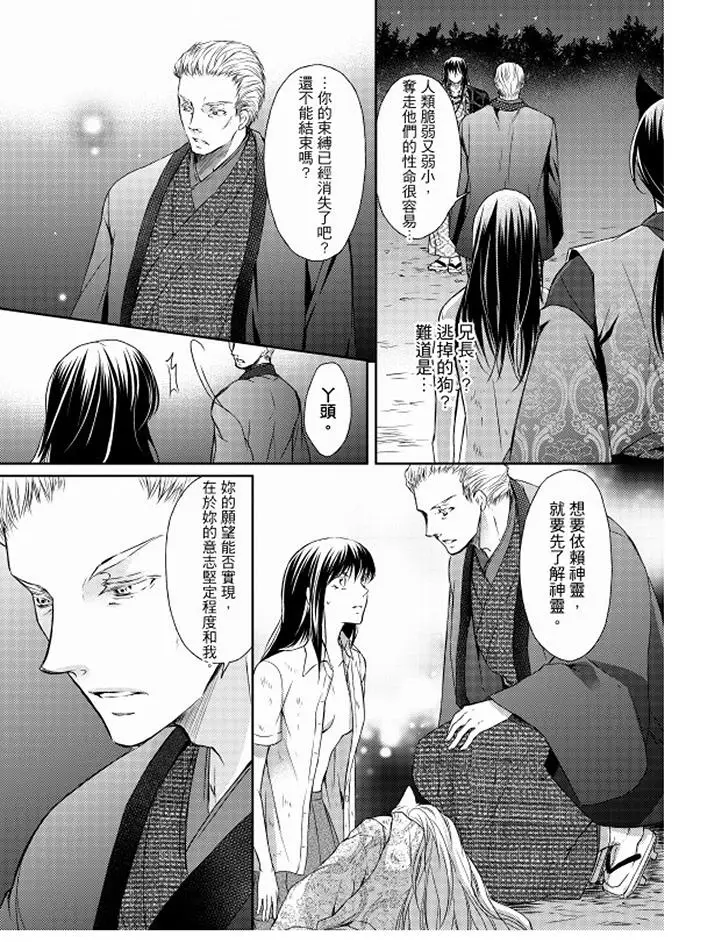 人類脆弱又弱小，
奪走他們的性命很容易…
兄長…？
逃掉的狗？
難道是…
…你的束縛已經消失了吧？
還不能結束嗎？
ㄚ頭。
想要依賴神靈，
就要先了解神靈。
妳的願望能否實現，
在於妳的意志堅定程度和我。